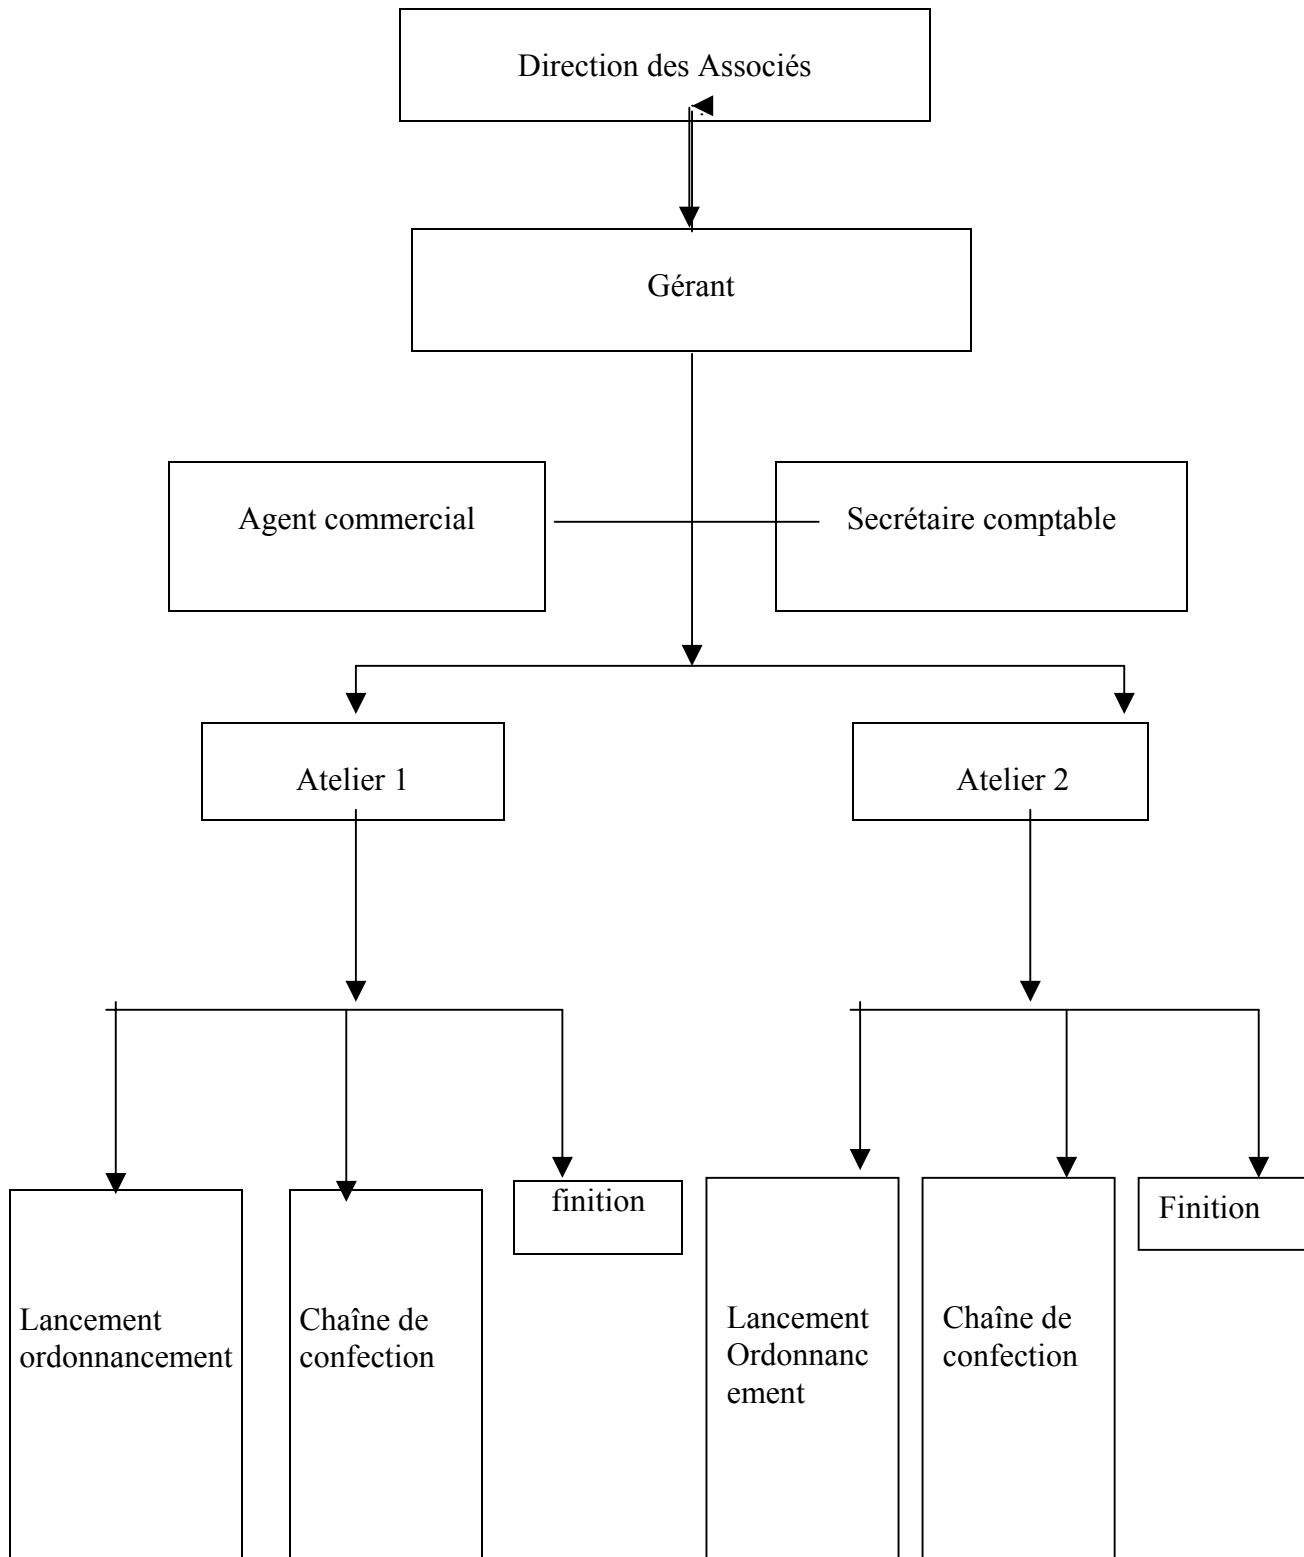 Direction des Associés
Gérant
Agent commercial
Secrétaire comptable
Atelier 1
Atelier 2
finition
Finition
Lancement
ordonnancement
Chaîne de
confection
Lancement
Ordonnanc
ement
Chaîne de
confection